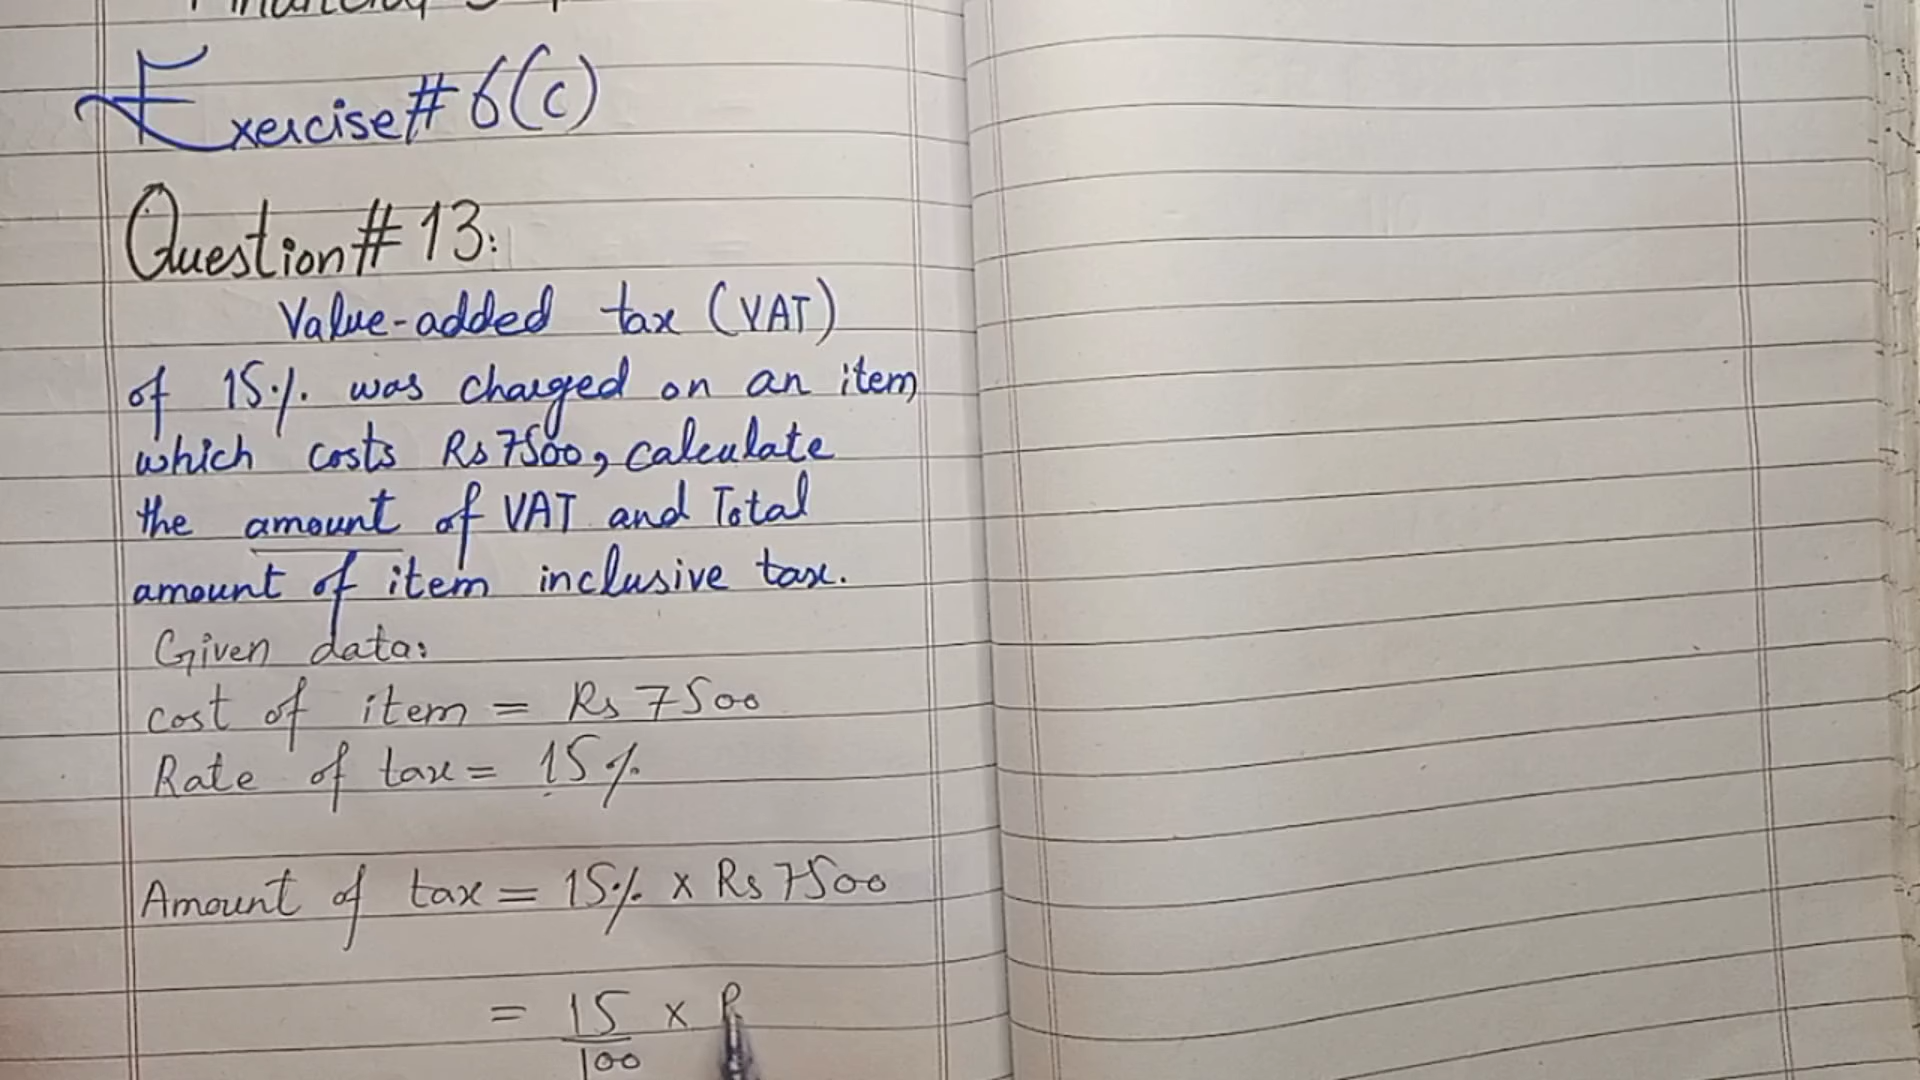 Exercise# 6(c)
Question# 13:
Value-added tax (VAT)
of 15% was charged on an item
which costs Rs 7500, calculate
the amount of VAT and Total
amount of item inclusive tax.
Given data:
cost of item = Rs 7500
Rate of tax = 15%
Amount of tax = 15% x Rs 7500
= 15 x R
100